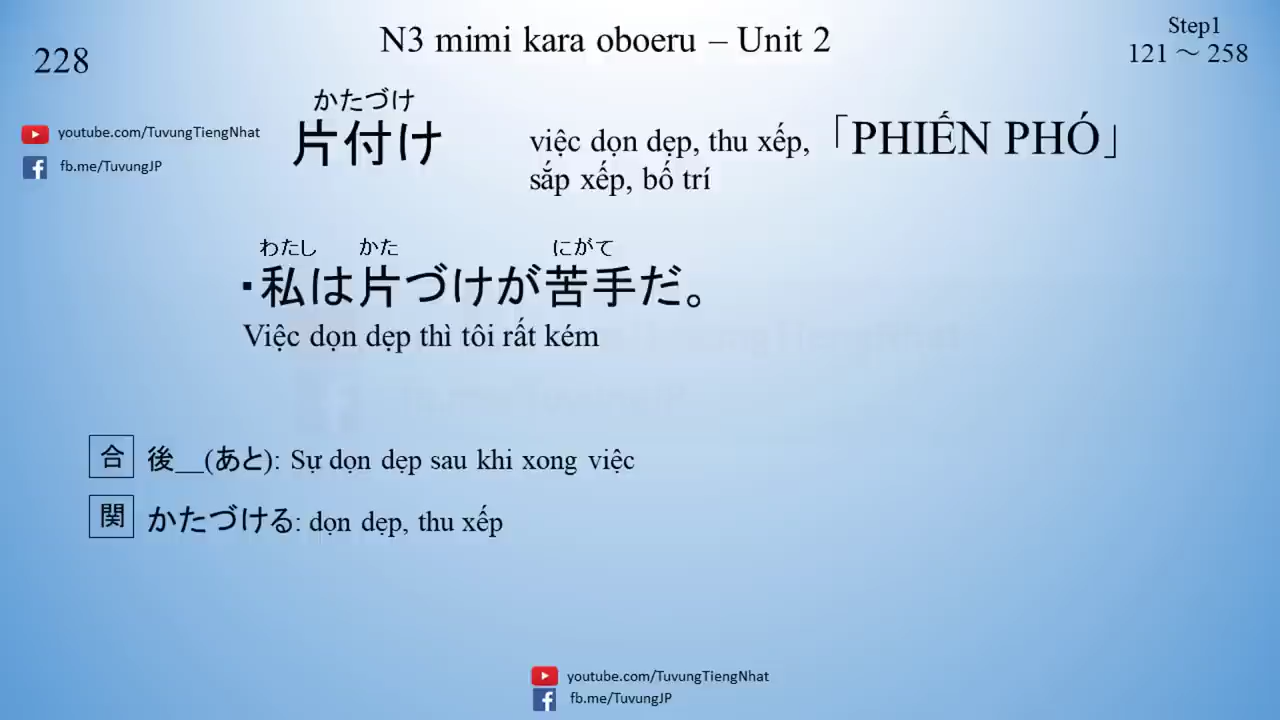 N3 mimi kara oboeru – Unit 2
Step1
121 ～ 258
228
youtube.com/TuvungTiengNhat
fb.me/TuvungJP
かたづけ
片付け
việc dọn dẹp, thu xếp,「PHIẾN PHÓ」
sắp xếp, bố trí
わたし かた にがて
・私は片づけが苦手だ。
Việc dọn dẹp thì tôi rất kém
合 後__(あと): Sự dọn dẹp sau khi xong việc
関 かたづける: dọn dẹp, thu xếp
youtube.com/TuvungTiengNhat
fb.me/TuvungJP